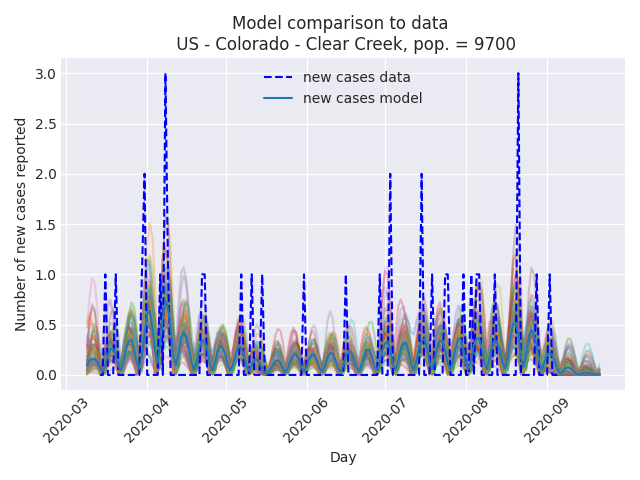 Model comparison to data
US - Colorado - Clear Creek, pop. = 9700
new cases data
new cases model
Number of new cases reported
3.0
2.5
2.0
1.5
1.0
0.5
0.0
2020-03
2020-04
2020-05
2020-06
2020-07
2020-08
2020-09
Day